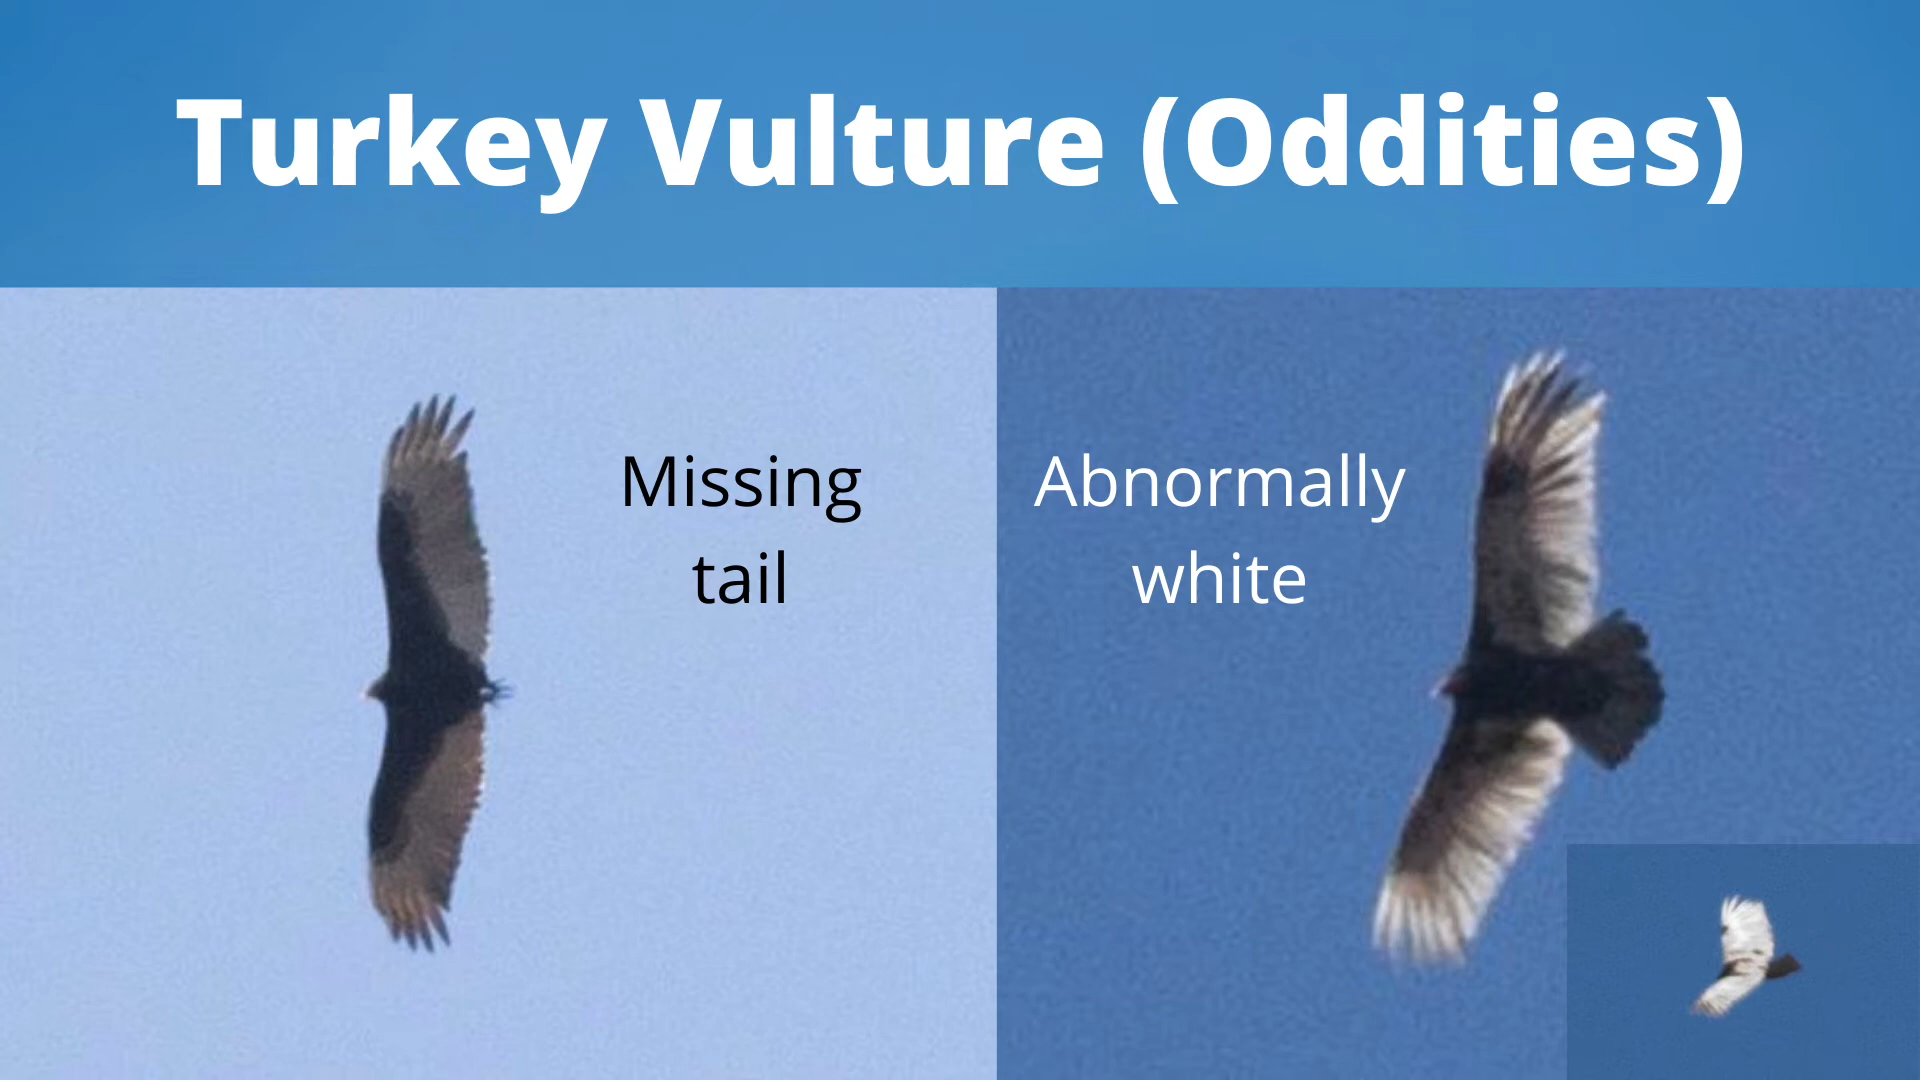 Turkey Vulture (Oddities)
Missing
tail
Abnormally
white